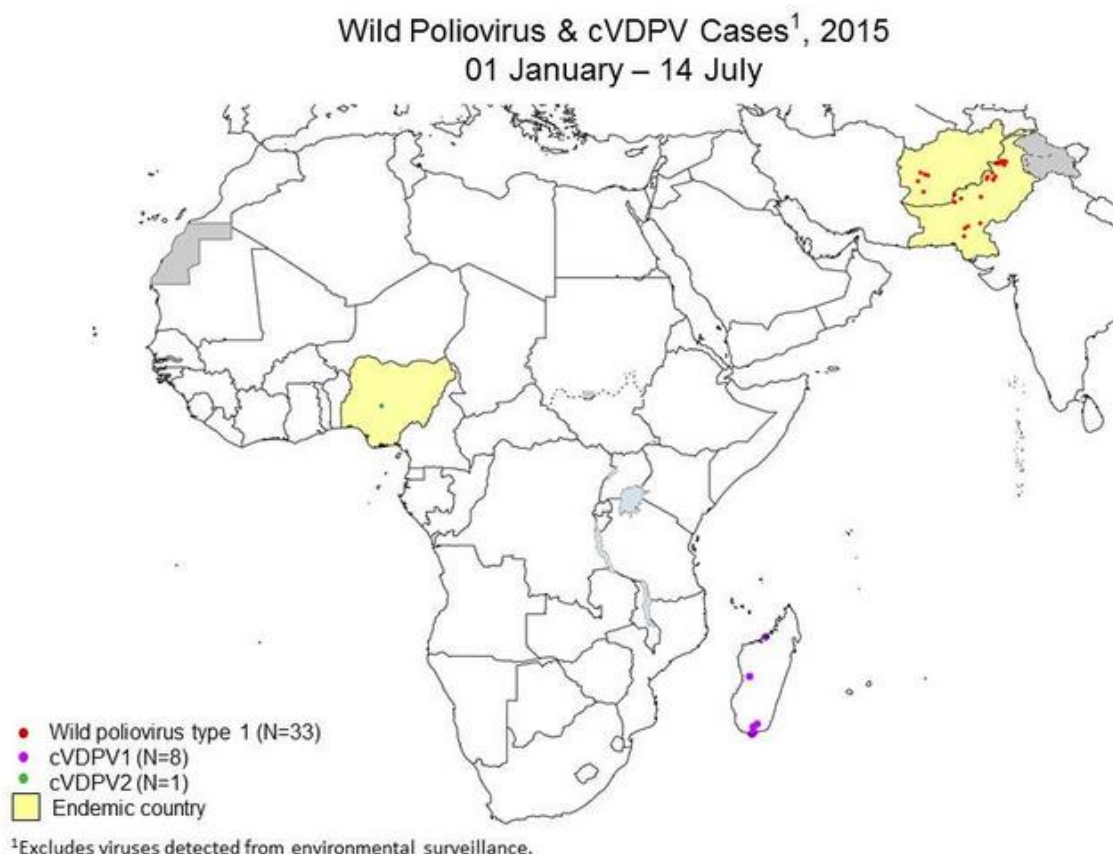 Wild Poliovirus & cVDPV Cases¹, 2015
01 January – 14 July
Wild poliovirus type 1 (N=33)
cVDPV1 (N=8)
cVDPV2 (N=1)
Endemic country
¹Excludes viruses detected from environmental surveillance.